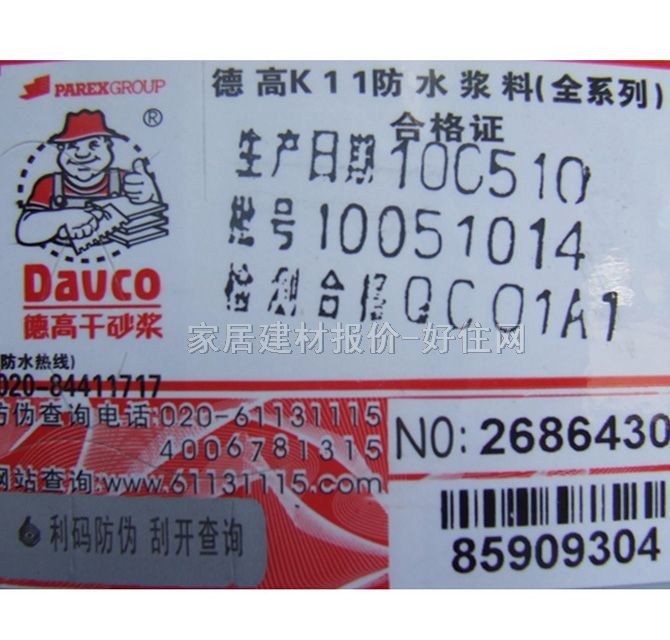 PAREXGROUP
德高K11防水浆料(全系列)
合格证
®
生产日期100510
批号10051014
检测合格QC01A1
Davco
德高干砂浆
家居建材报价-好住网
(防水热线)
020-84411717
防伪查询电话:020-61131115
4006781315
网站查询:www.61131115.com
利码防伪 刮开查询
NO:2686430
85909304